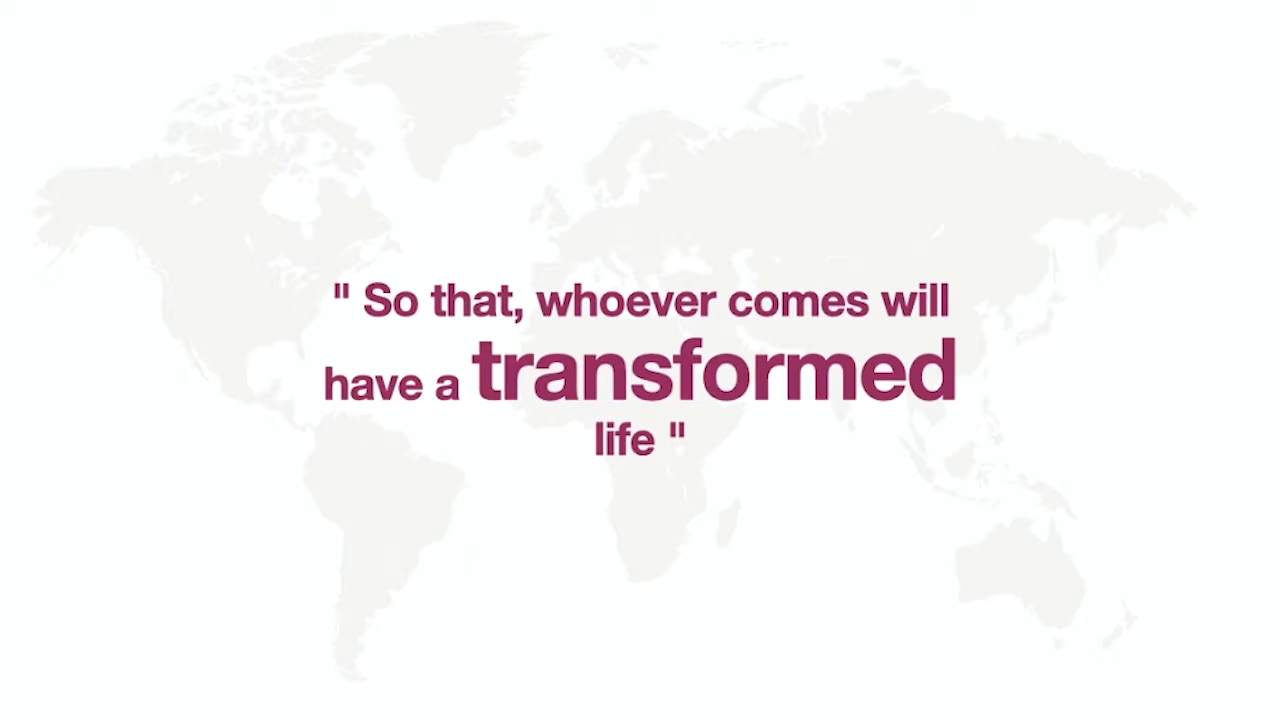 " So that, whoever comes will
have a transformed
life "